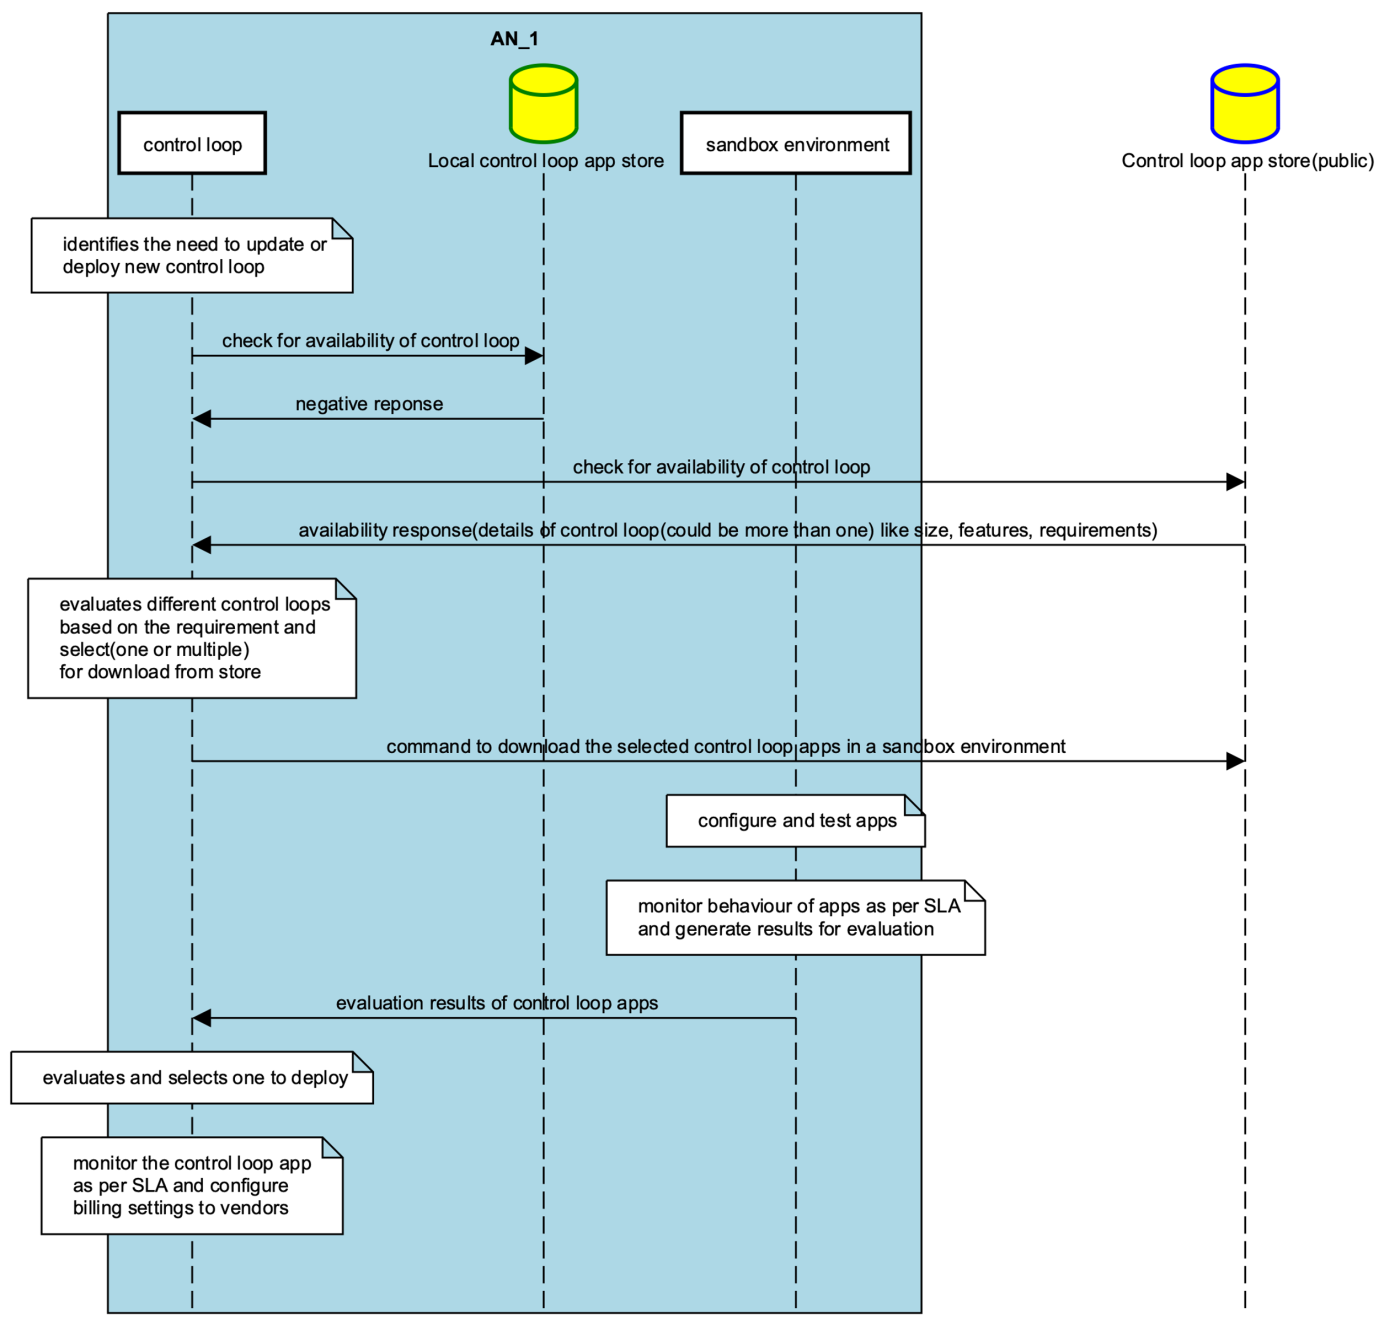 AN_1
control loop
Local control loop app store
sandbox environment
Control loop app store(public)
identifies the need to update or
deploy new control loop
check for availability of control loop
negative reponse
check for availability of control loop
availability response(details of control loop(could be more than one) like size, features, requirements)
evaluates different control loops
based on the requirement and
select(one or multiple)
for download from store
command to download the selected control loop apps in a sandbox environment
configure and test apps
monitor behaviour of apps as per SLA
and generate results for evaluation
evaluation results of control loop apps
evaluates and selects one to deploy
monitor the control loop app
as per SLA and configure
billing settings to vendors